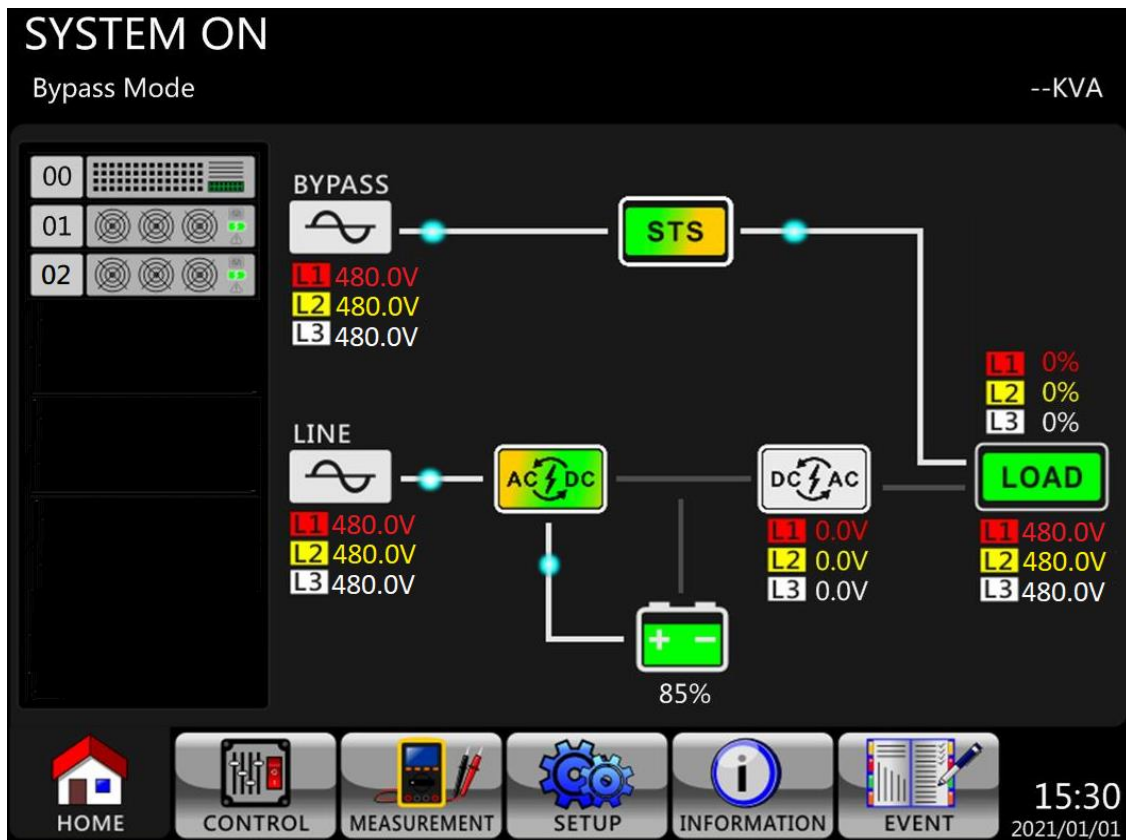 SYSTEM ON
Bypass Mode
--KVA
00
01
02
BYPASS
L1 480.0V
L2 480.0V
L3 480.0V
STS
L1 0%
L2 0%
L3 0%
LINE
AC DC
DC AC
LOAD
L1 480.0V
L2 480.0V
L3 480.0V
L1 0.0V
L2 0.0V
L3 0.0V
L1 480.0V
L2 480.0V
L3 480.0V
+ −
85%
HOME
CONTROL
MEASUREMENT
SETUP
INFORMATION
EVENT
15:30
2021/01/01